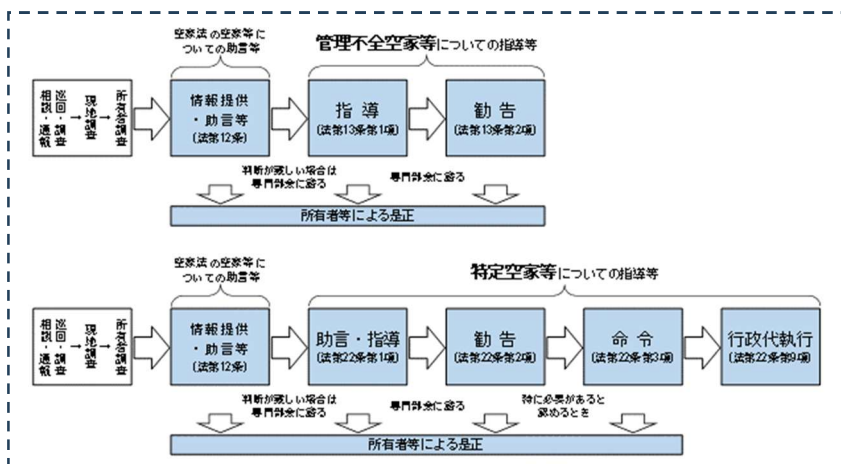 空家法の空家等に
ついての助言等
管理不全空家等についての指導等
相談・通報
巡回・調査
→
現地調査
→
所有者調査
情報提供
・助言等
(法第12条)
指 導
(法第13条第1項)
勧 告
(法第13条第2項)
判断が難しい場合は
専門部会に諮る
専門部会に諮る
所有者等による是正
空家法の空家等に
ついての助言等
特定空家等についての指導等
相談・通報
巡回・調査
→
現地調査
→
所有者調査
情報提供
・助言等
(法第12条)
助言・指導
(法第22条第1項)
勧 告
(法第22条第2項)
命 令
(法第22条第3項)
行政代執行
(法第22条第9項)
判断が難しい場合は
専門部会に諮る
専門部会に諮る
特に必要があると
認めるとき
所有者等による是正